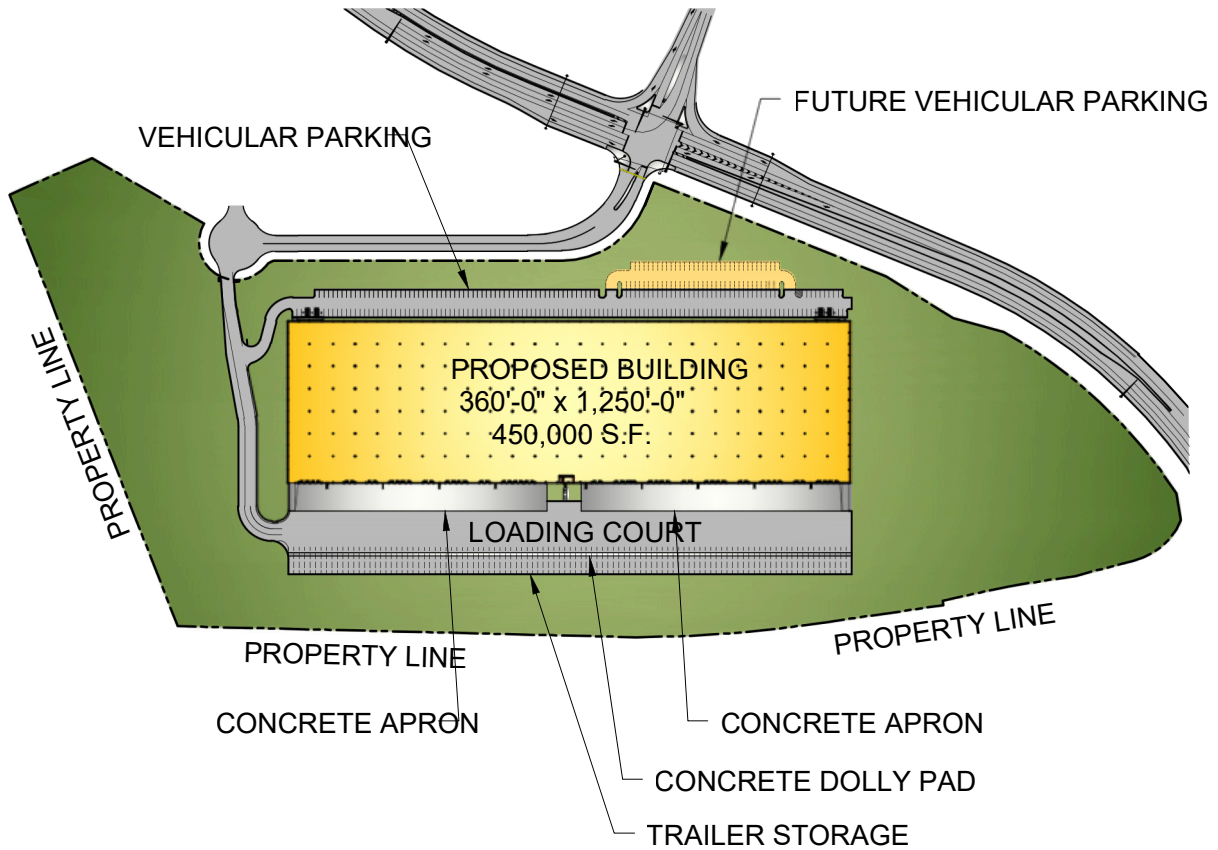 FUTURE VEHICULAR PARKING
VEHICULAR PARKING
PROPERTY LINE
PROPOSED BUILDING
360'-0" x 1,250'-0"
450,000 S.F.
LOADING COURT
PROPERTY LINE
PROPERTY LINE
CONCRETE APRON
CONCRETE APRON
CONCRETE DOLLY PAD
TRAILER STORAGE